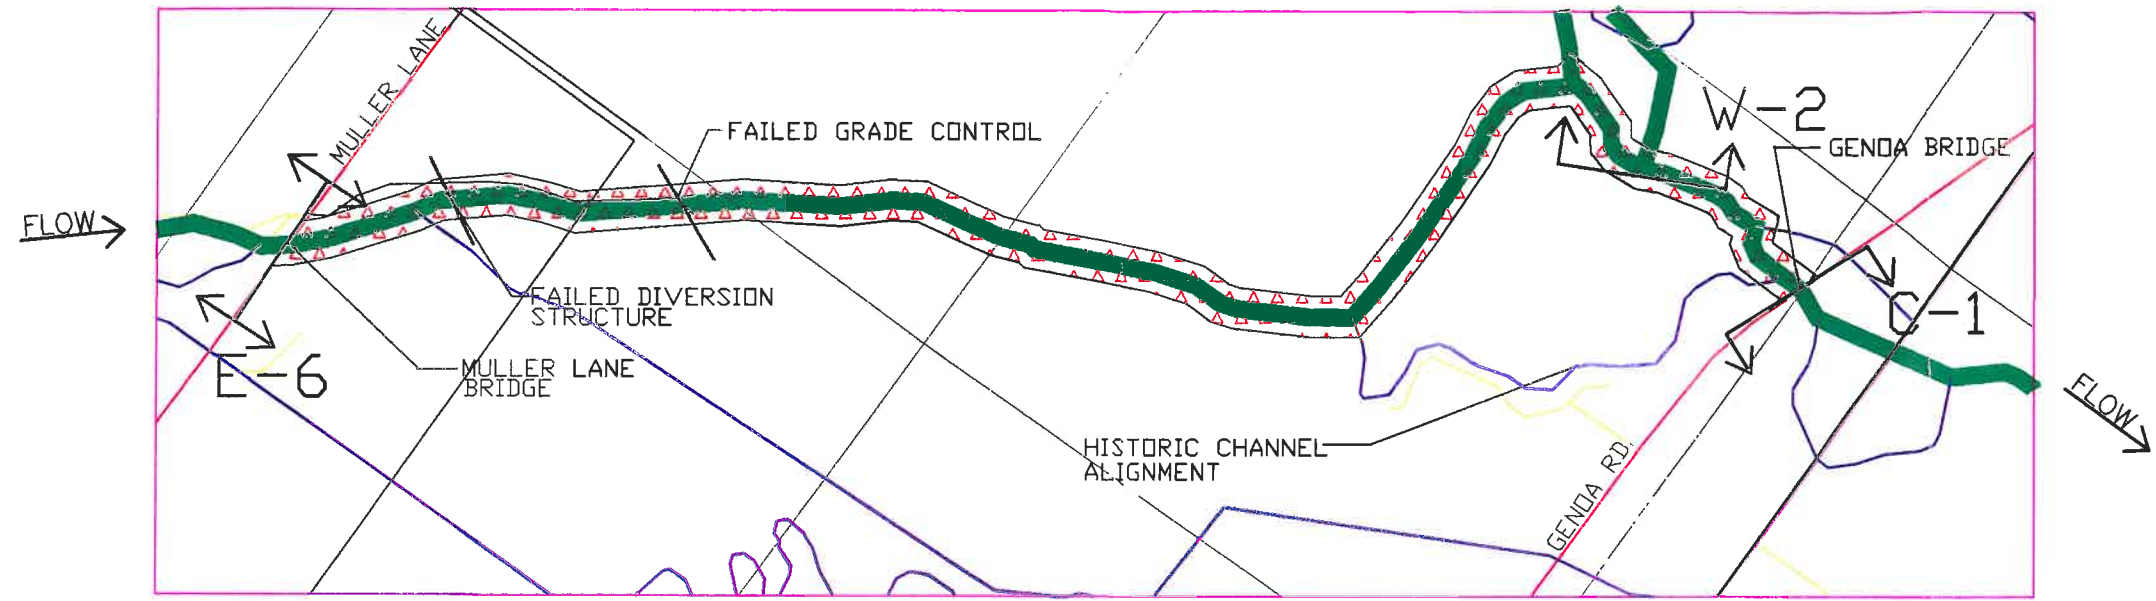 MULLER LANE
FAILED GRADE CONTROL
W-2
GENOA BRIDGE
FLOW
FAILED DIVERSION
STRUCTURE
C-1
E-6
MULLER LANE
BRIDGE
FLOW
HISTORIC CHANNEL
ALIGNMENT
GENOA RD.